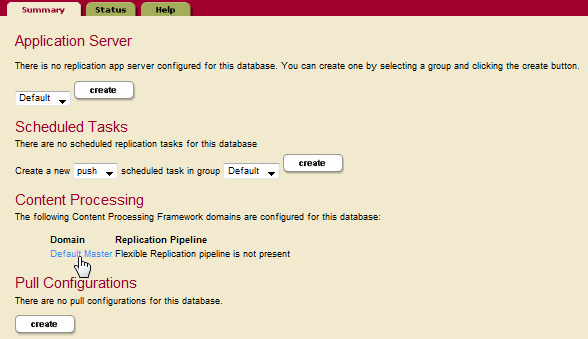 Summary Status Help
Application Server
There is no replication app server configured for this database. You can create one by selecting a group and clicking the create button.
Default create
Scheduled Tasks
There are no scheduled replication tasks for this database
Create a new push scheduled task in group Default create
Content Processing
The following Content Processing Framework domains are configured for this database:
Domain Replication Pipeline
Default Master Flexible Replication pipeline is not present
Pull Configurations
There are no pull configurations for this database.
create